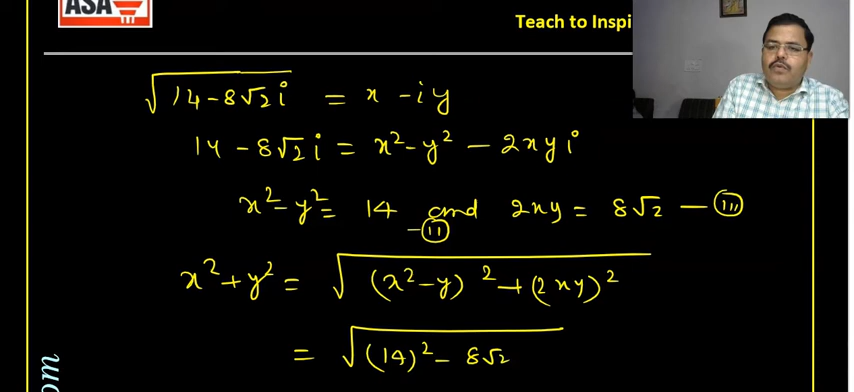 ASA
Teach to Inspi
√(14 - 8√2 i) = x - iy
14 - 8√2 i = x² - y² - 2xy i
x² - y² = 14 and 2xy = 8√2 — (III)
- (II)
x² + y² = √((x² - y)² + (2xy)²)
= √((14)² - 8√2
om